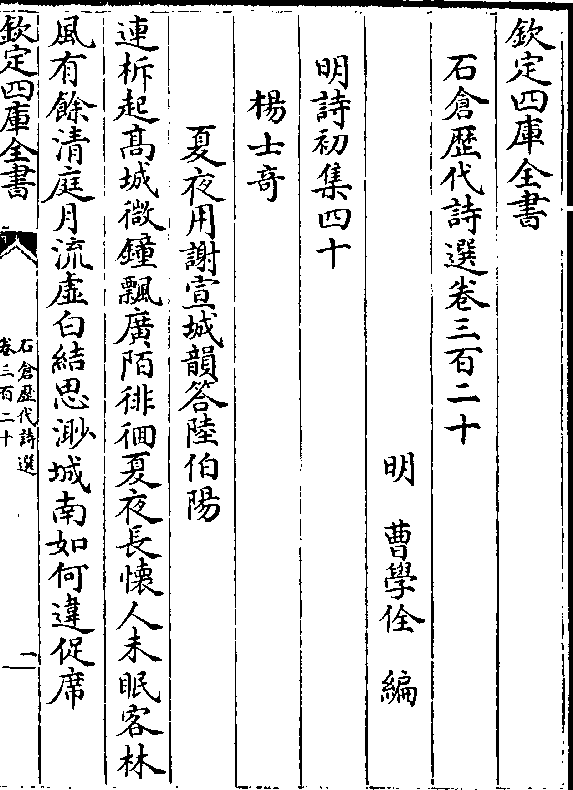 欽定四庫全書
石倉歴代詩選卷三百二十
明 曹學佺 編
明詩初集四十
楊士竒
夏夜用謝宣城韻答陸伯陽
連柝起髙城微鐘飄廣陌徘徊夏夜長懷人未眠客林
風有餘清庭月流虛白結思渺城南如何違促席
欽定四庫全書
石倉歴代詩選
卷三百二十
一